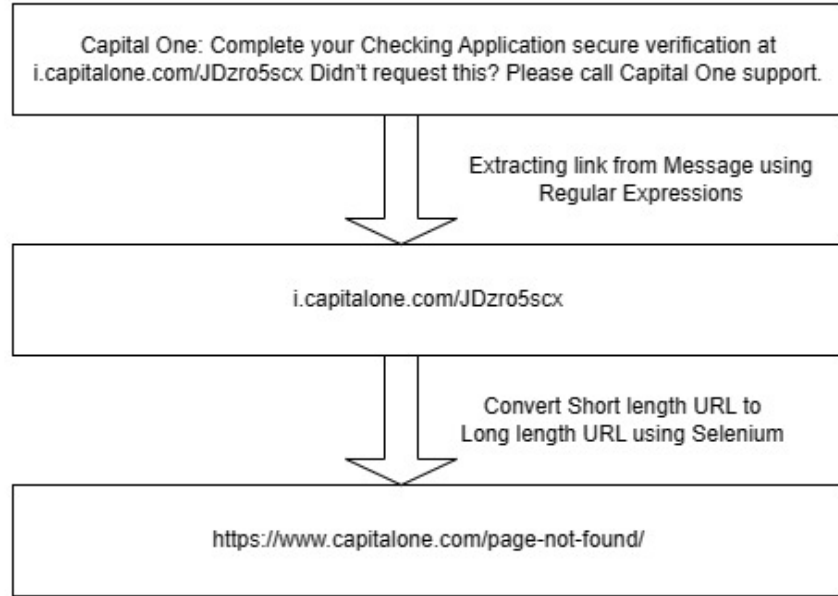 Capital One: Complete your Checking Application secure verification at
i.capitalone.com/JDzro5scx Didn't request this? Please call Capital One support.
Extracting link from Message using
Regular Expressions
i.capitalone.com/JDzro5scx
Convert Short length URL to
Long length URL using Selenium
https://www.capitalone.com/page-not-found/